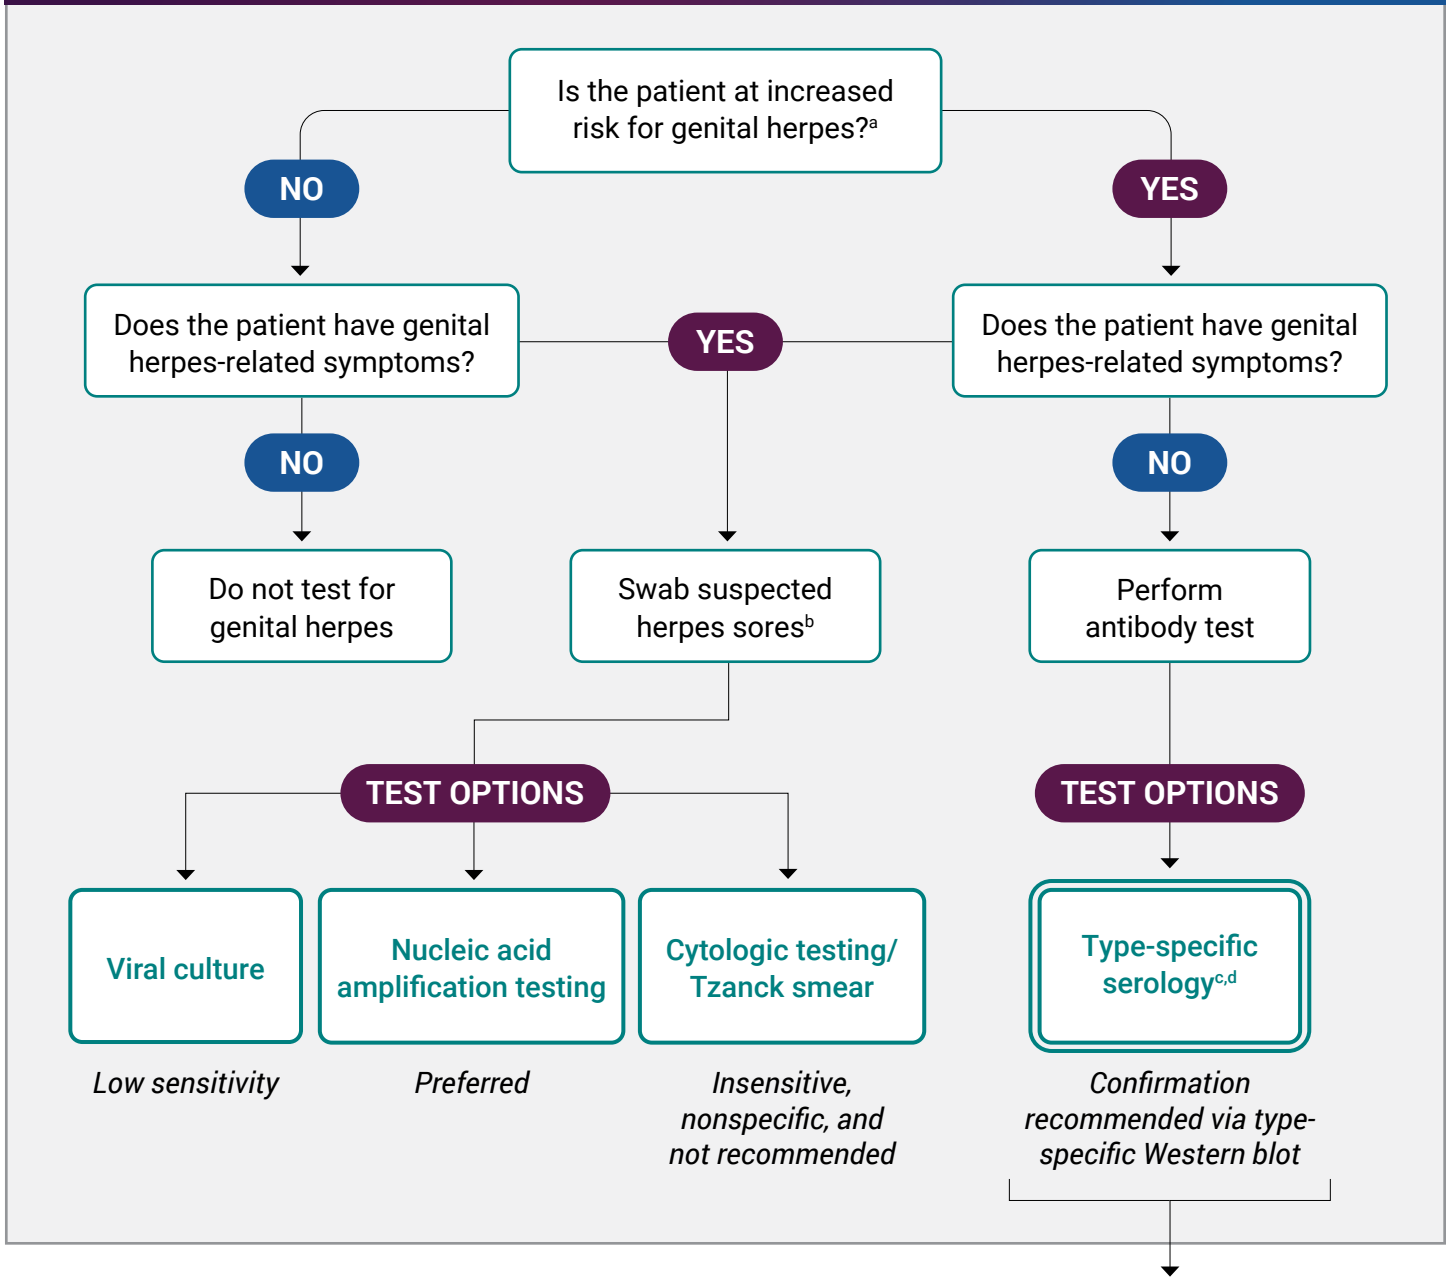 Is the patient at increased
risk for genital herpes?ᵃ
NO
YES
Does the patient have genital
herpes-related symptoms?
YES
Does the patient have genital
herpes-related symptoms?
NO
NO
Do not test for
genital herpes
Swab suspected
herpes soresᵇ
Perform
antibody test
TEST OPTIONS
TEST OPTIONS
Viral culture
Nucleic acid
amplification testing
Cytologic testing/
Tzanck smear
Type-specific
serologyᶜ,ᵈ
Low sensitivity
Preferred
Insensitive,
nonspecific, and
not recommended
Confirmation
recommended via type-
specific Western blot